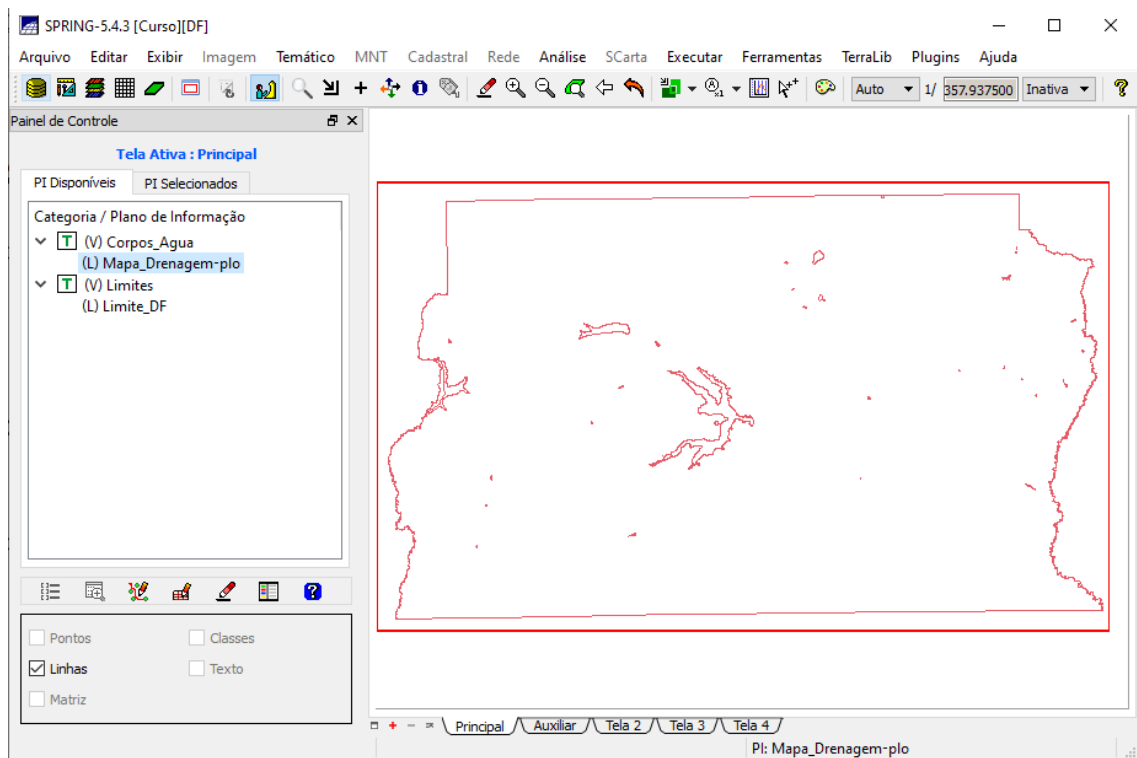 SPRING-5.4.3 [Curso][DF]
Arquivo Editar Exibir Imagem Temático MNT Cadastral Rede Análise SCarta Executar Ferramentas TerraLib Plugins Ajuda
Auto 1/ 357.937500 Inativa
Painel de Controle
Tela Ativa : Principal
PI Disponíveis PI Selecionados
Categoria / Plano de Informação
T (V) Corpos_Agua
(L) Mapa_Drenagem-plo
T (V) Limites
(L) Limite_DF
Pontos Classes
Linhas Texto
Matriz
Principal Auxiliar Tela 2 Tela 3 Tela 4
PI: Mapa_Drenagem-plo